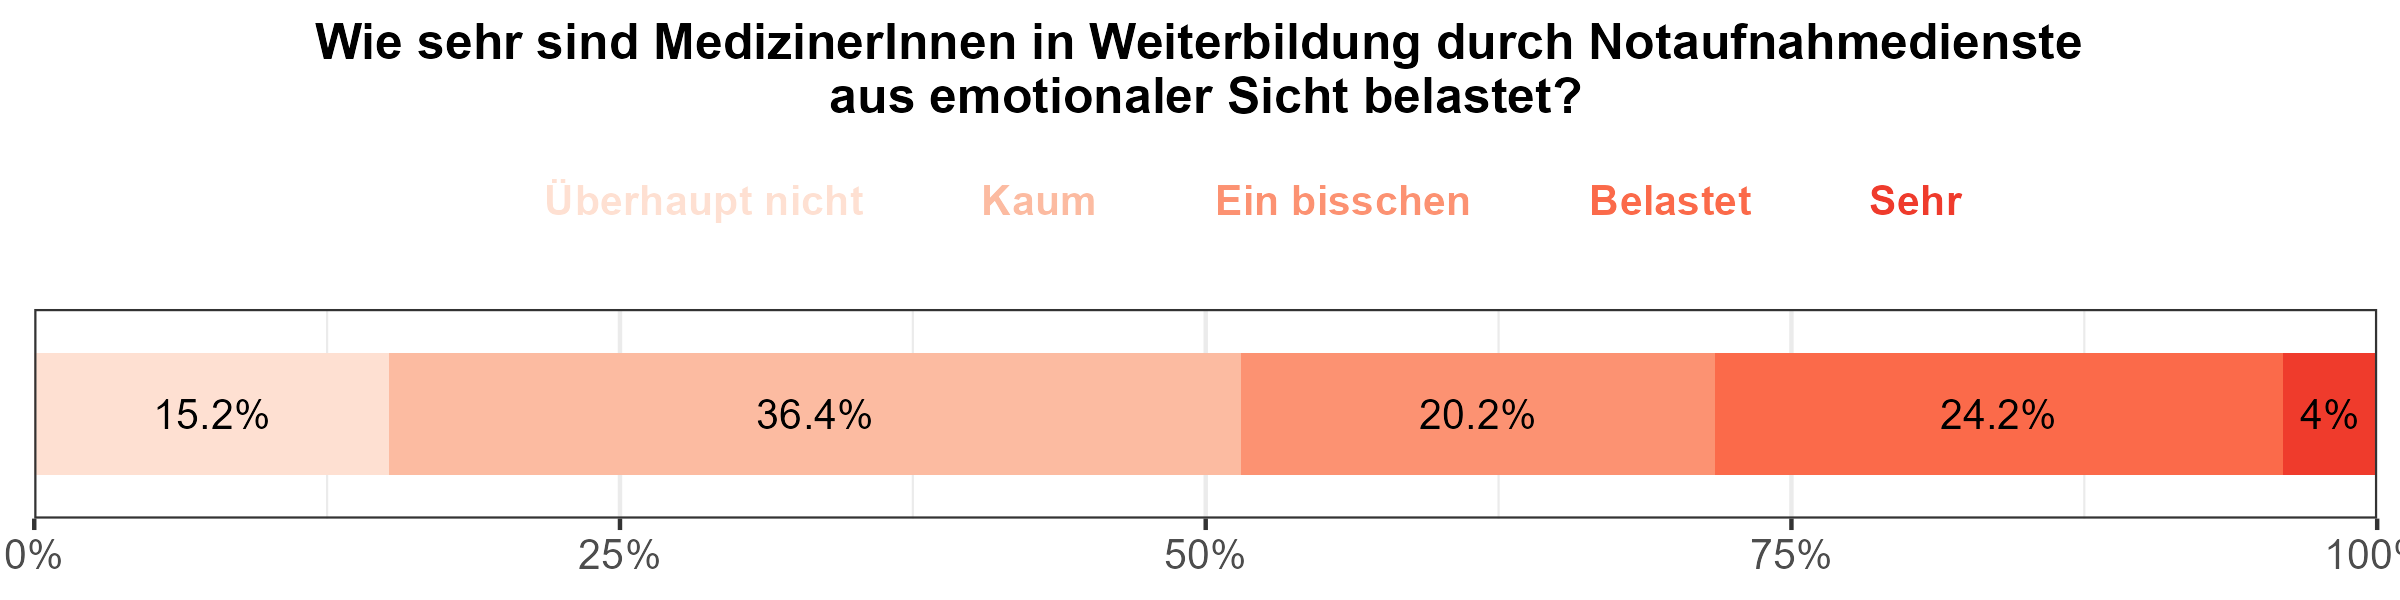 Wie sehr sind MedizinerInnen in Weiterbildung durch Notaufnahmedienste
aus emotionaler Sicht belastet?
Überhaupt nicht Kaum Ein bisschen Belastet Sehr
15.2% 36.4% 20.2% 24.2% 4%
0% 25% 50% 75% 100%